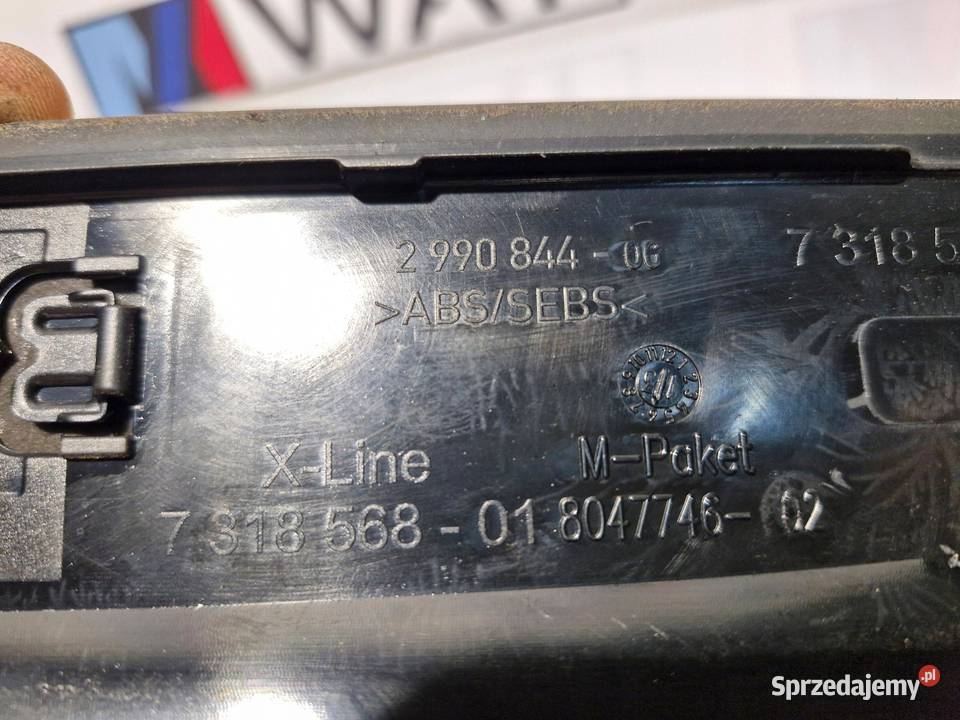 2 990 844 - 06
7 318 5
>ABS/SEBS<
X-Line
M-Paket
7 318 568 - 01
8047746- 02
Sprzedajemy.pl